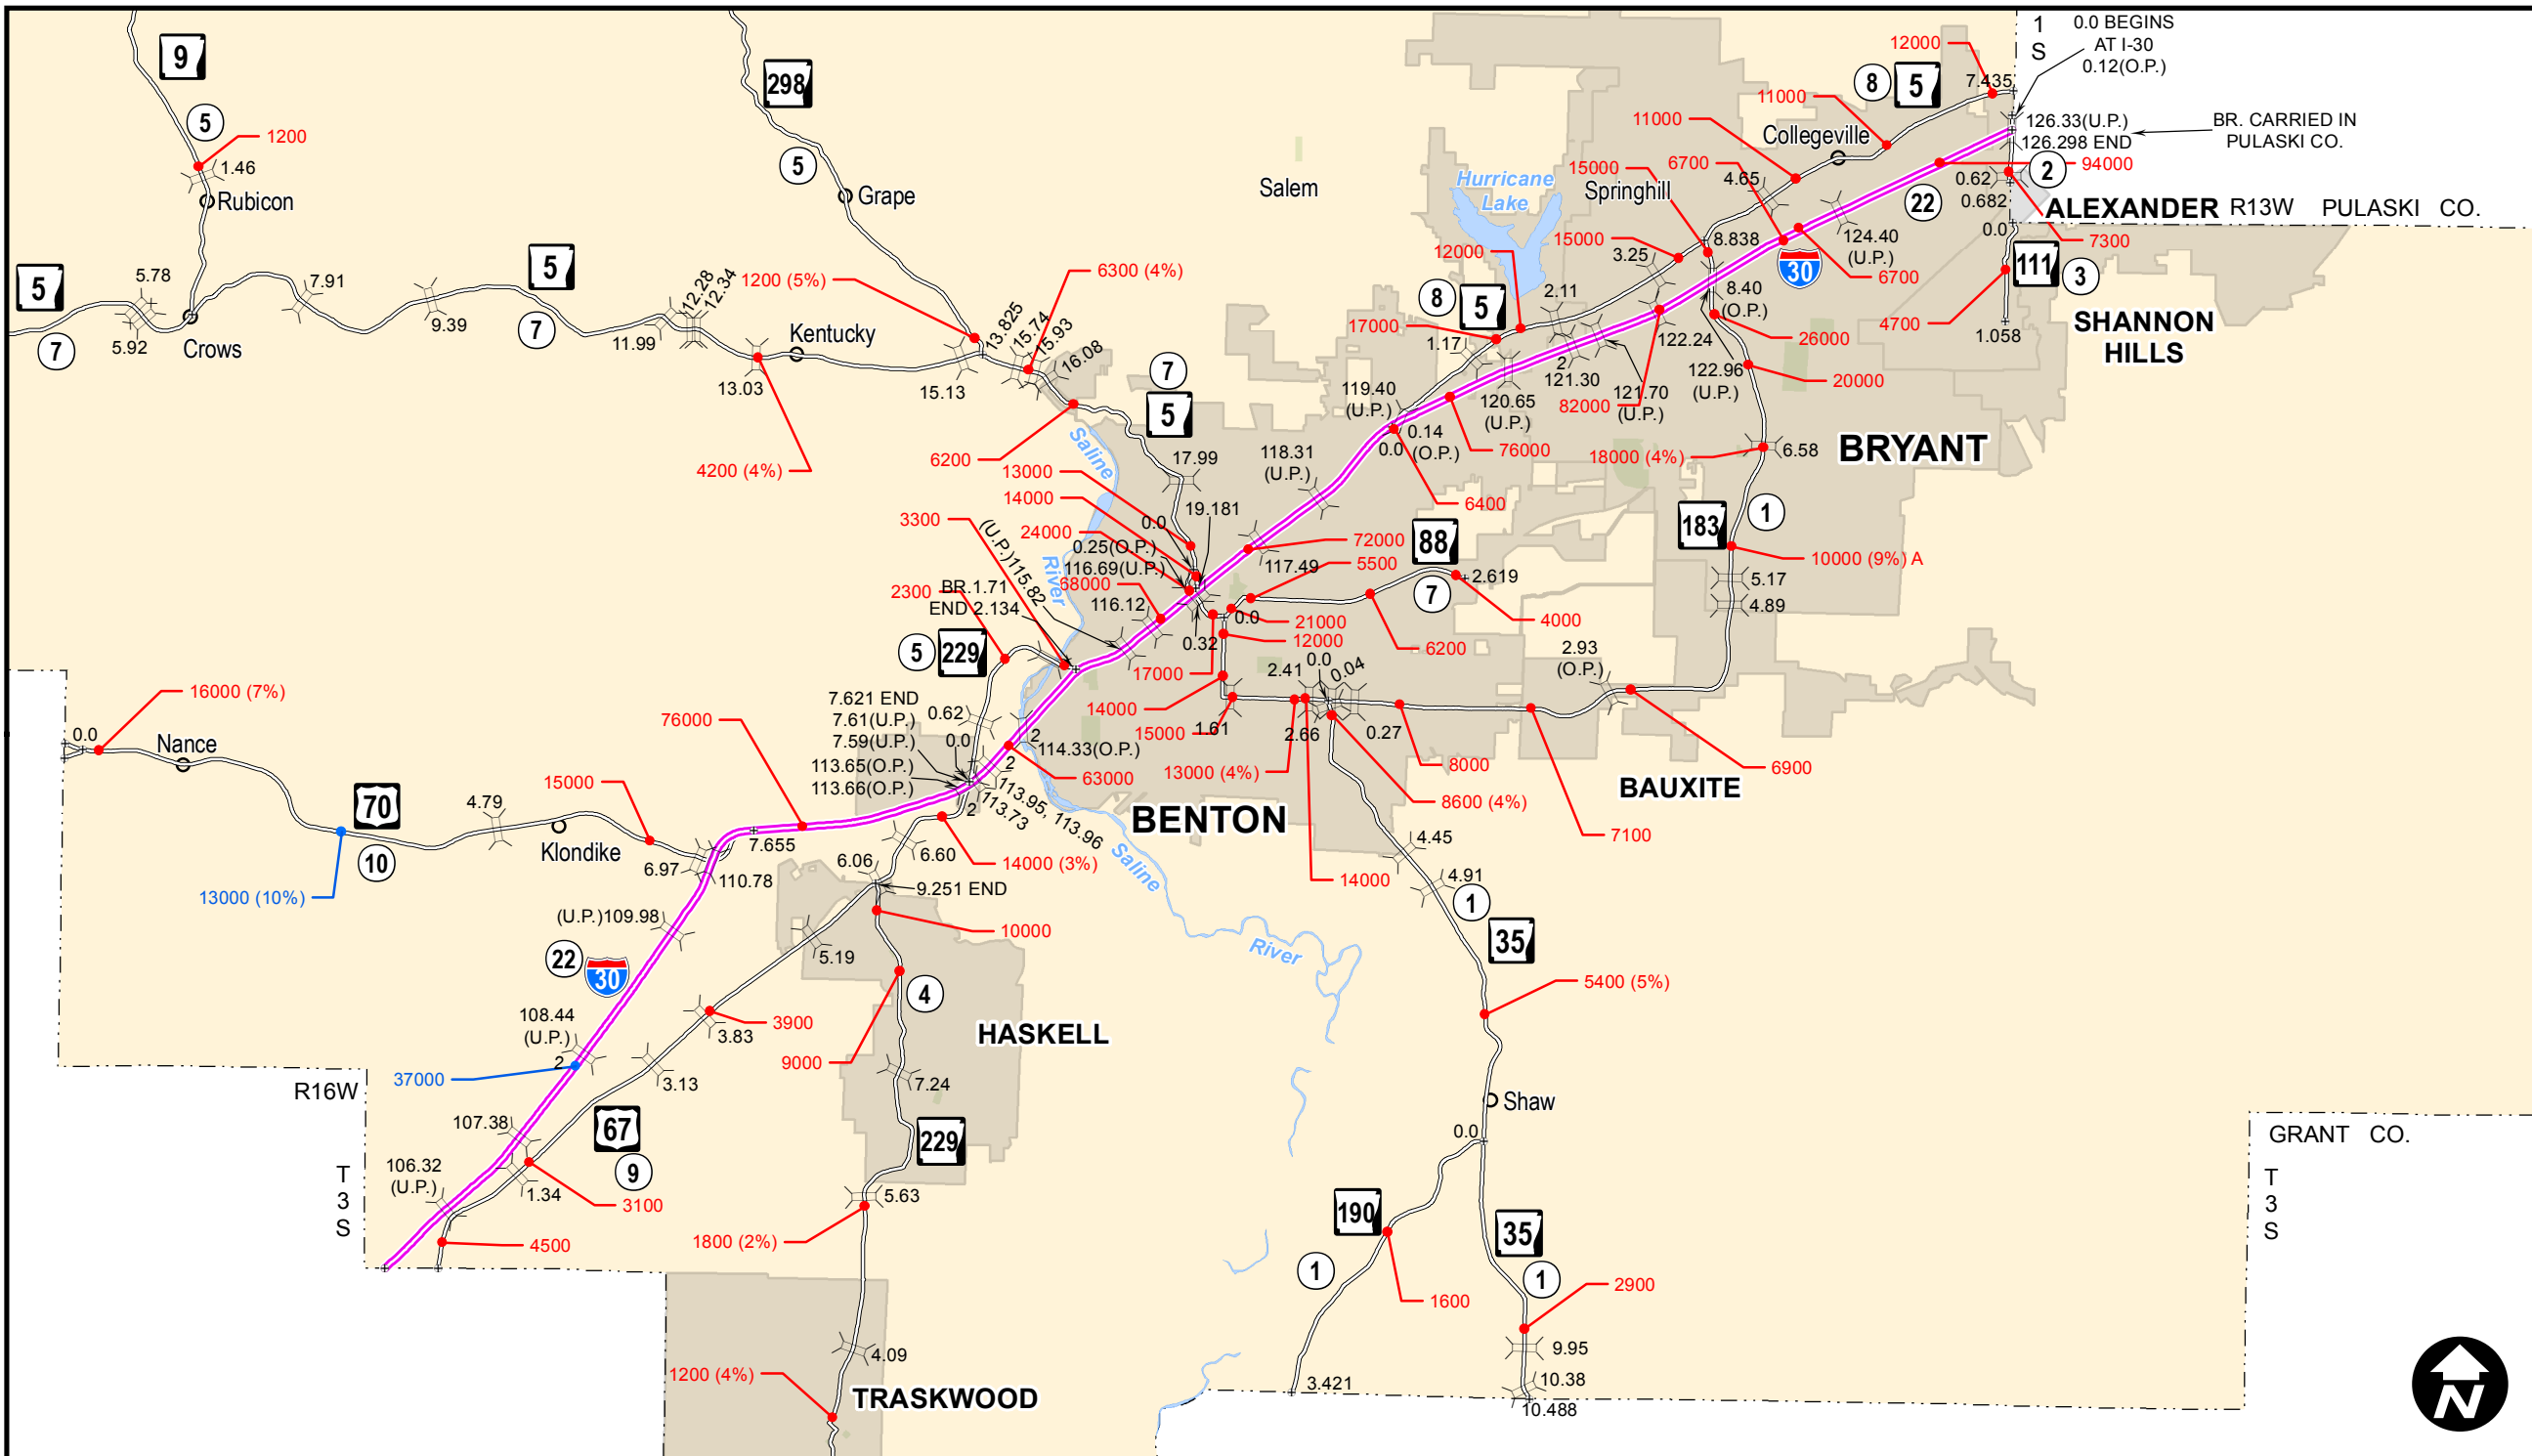 9
5
1200
1.46
Rubicon
298
5
Grape
Salem
Hurricane
Lake
1
S
0.0 BEGINS
AT I-30
0.12(O.P.)
12000
7.435
8
5
11000
11000
Collegeville
126.33(U.P.)
126.298 END
BR. CARRIED IN
PULASKI CO.
15000
6700
4.65
Springhill
94000
2
0.62
0.682
22
ALEXANDER
R13W
PULASKI CO.
0.0
7300
5
5.78
7.91
5
7
5.92
Crows
9.39
7
11.99
12.28
12.34
Kentucky
13.03
4200 (4%)
1200 (5%)
6300 (4%)
13.825
15.74
15.93
16.08
15.13
7
5
6200
Saline
River
17.99
12000
15000
3.25
8.838
124.40
(U.P.)
30
6700
111
3
4700
1.058
SHANNON
HILLS
8
5
2.11
17000
1.17
8.40
(O.P.)
122.24
26000
2
121.30
121.70
(U.P.)
122.96
(U.P.)
20000
119.40
(U.P.)
120.65
(U.P.)
82000
0.14
(O.P.)
0.0
76000
118.31
(U.P.)
6400
18000 (4%)
6.58
BRYANT
183
1
10000 (9%) A
5.17
4.89
13000
14000
24000
0.0
19.181
0.25(O.P.)
116.69(U.P.)
68000
116.12
72000
117.49
5500
88
7
2.619
4000
6200
3300
(U.P.)115.82
2300
BR.1.71
END 2.134
5
229
0.0
21000
12000
0.32
17000
14000
15000
1.61
2.41
0.0
0.04
2.66
0.27
13000 (4%)
14000
8600 (4%)
8000
7100
2.93
(O.P.)
6900
BAUXITE
BENTON
16000 (7%)
0.0
Nance
70
10
13000 (10%)
4.79
Klondike
15000
76000
6.97
7.655
110.78
7.621 END
7.61(U.P.)
7.59(U.P.)
113.65(O.P.)
113.66(O.P.)
0.62
0.0
2
114.33(O.P.)
63000
2
113.95, 113.96
113.73
2
6.60
14000 (3%)
6.06
9.251 END
Saline
River
10000
(U.P.)109.98
22
30
5.19
4
HASKELL
9000
3900
3.83
108.44
(U.P.)
2
37000
3.13
7.24
67
9
229
R16W
107.38
T
3
S
106.32
(U.P.)
1.34
3100
4500
5.63
1800 (2%)
4.09
1200 (4%)
TRASKWOOD
4.45
4.91
1
35
5400 (5%)
Shaw
0.0
190
1
1600
3.421
35
1
2900
9.95
10.38
10.488
GRANT CO.
T
3
S
N